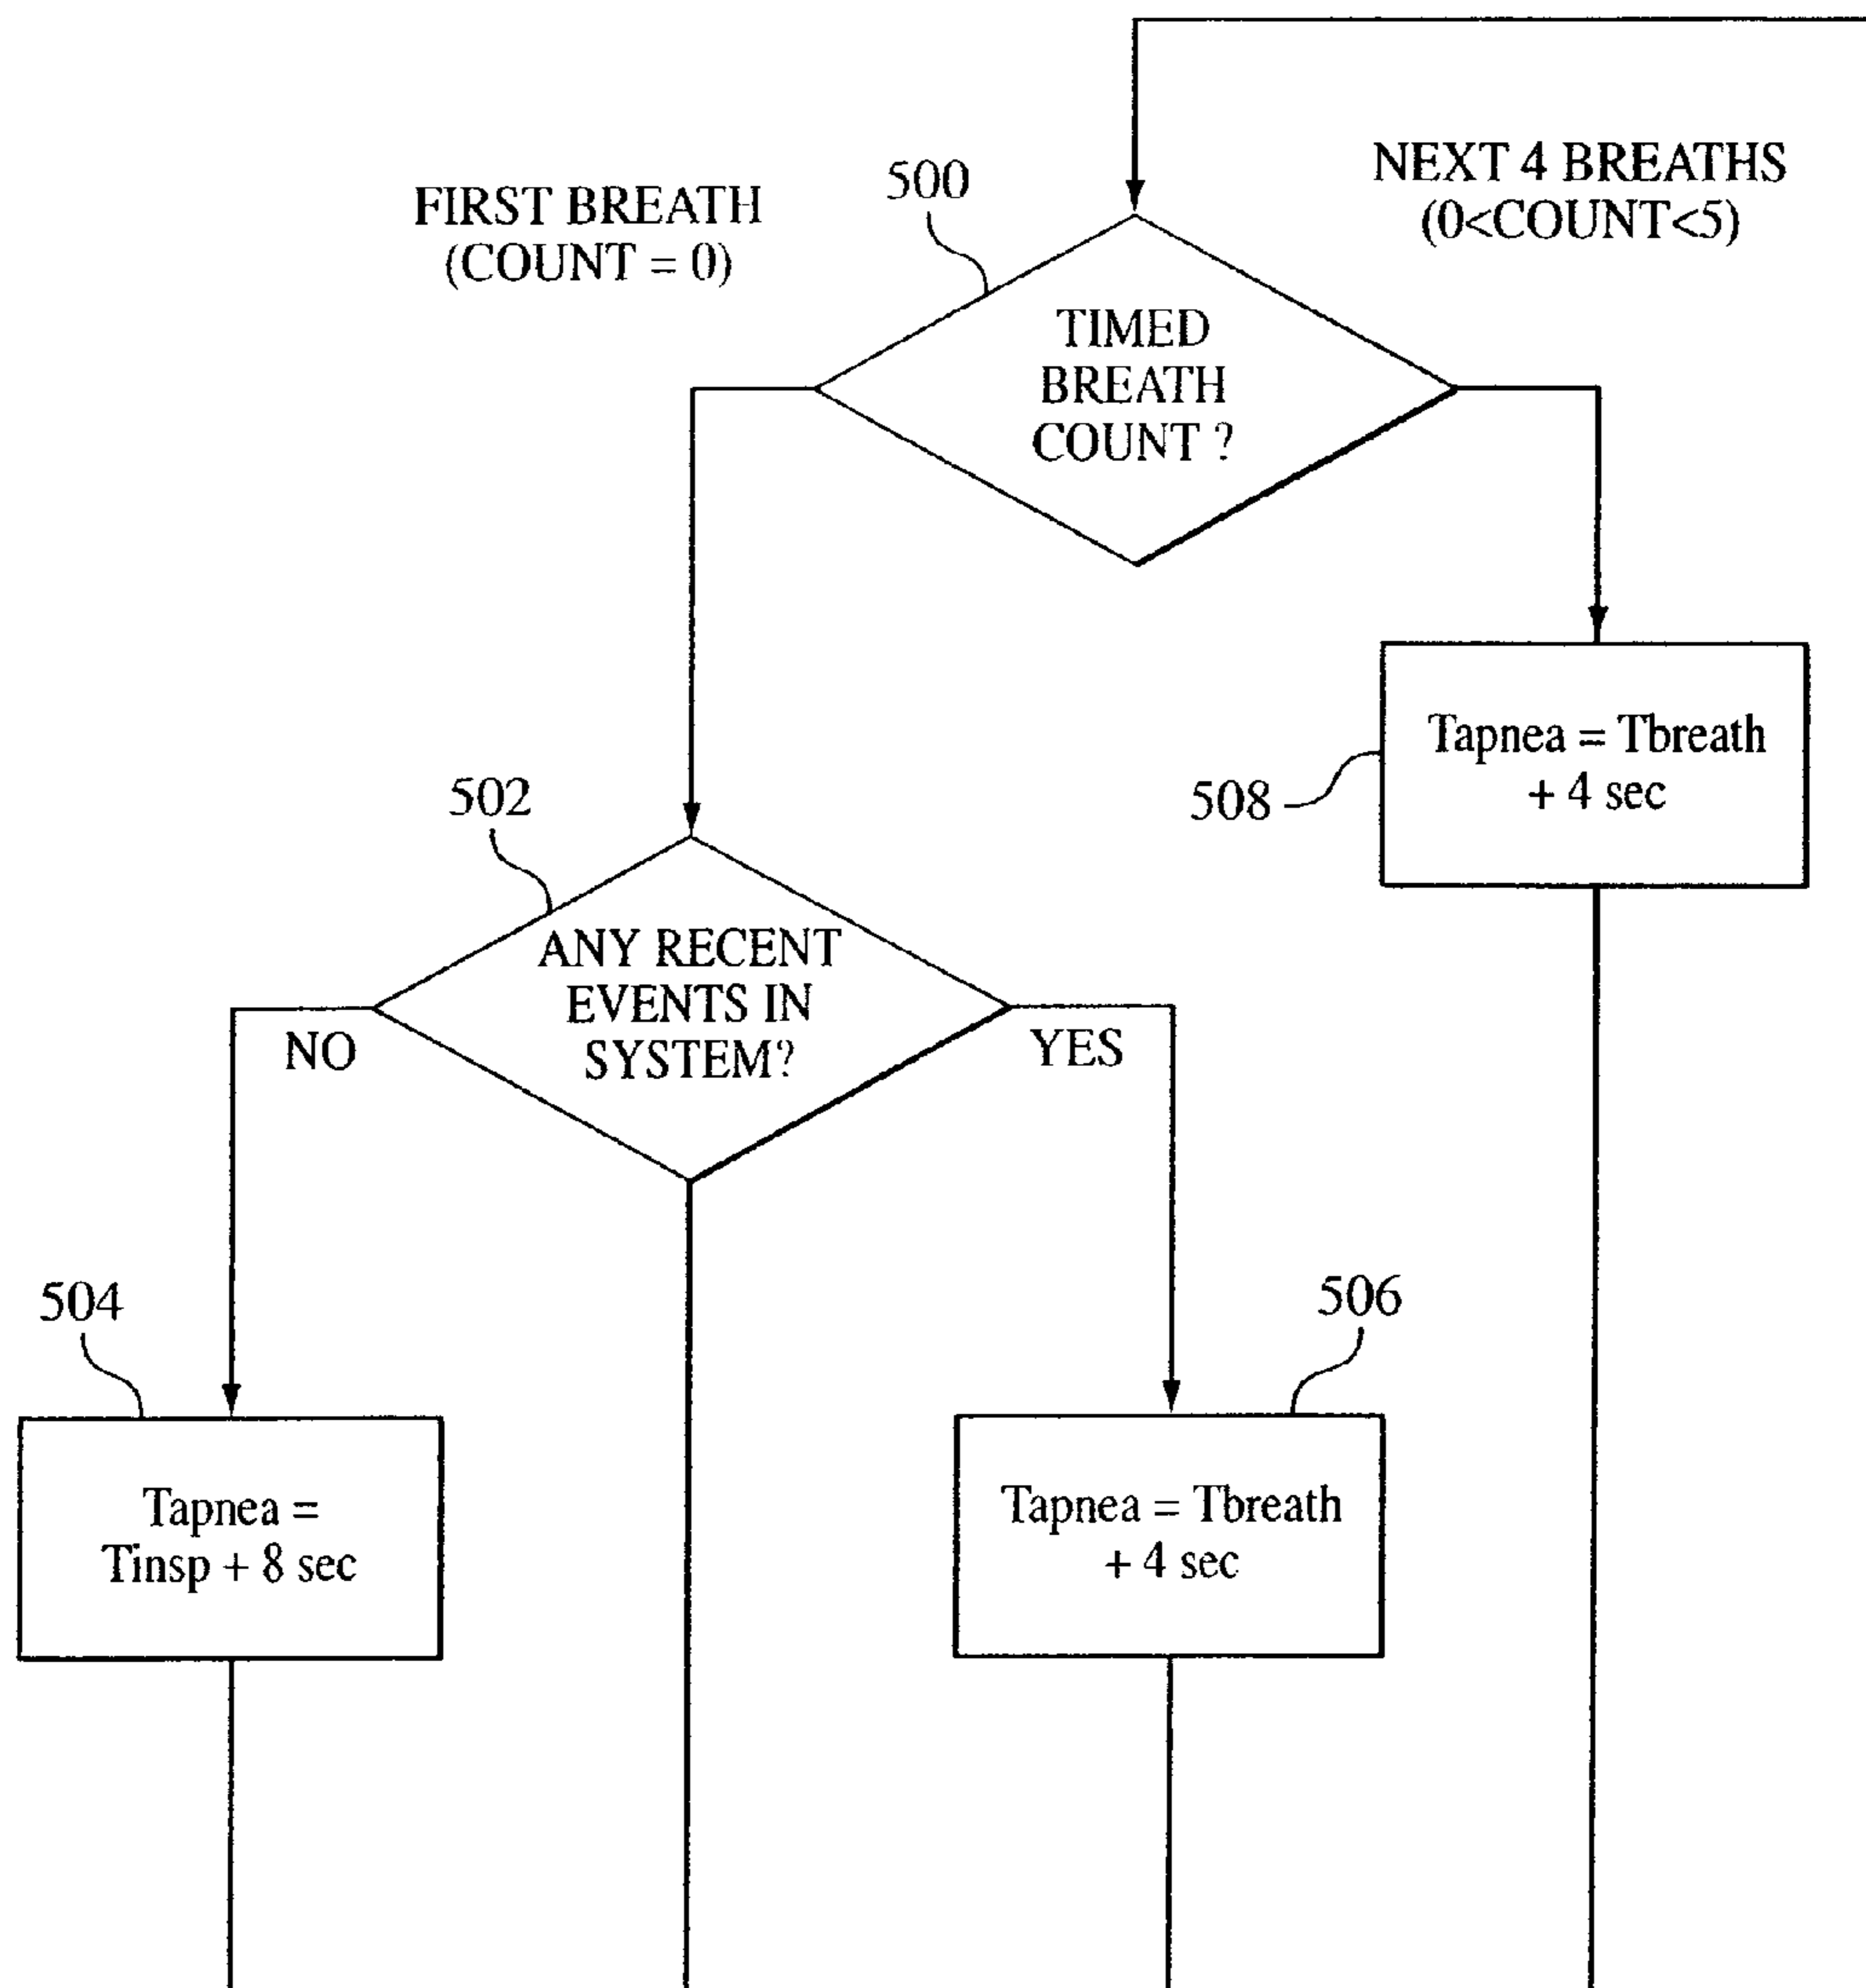 FIRST BREATH
(COUNT = 0)
500
NEXT 4 BREATHS
(0<COUNT<5)
TIMED
BREATH
COUNT ?
Tapnea = Tbreath
+ 4 sec
508
502
ANY RECENT
EVENTS IN
SYSTEM?
NO
YES
504
506
Tapnea =
Tinsp + 8 sec
Tapnea = Tbreath
+ 4 sec